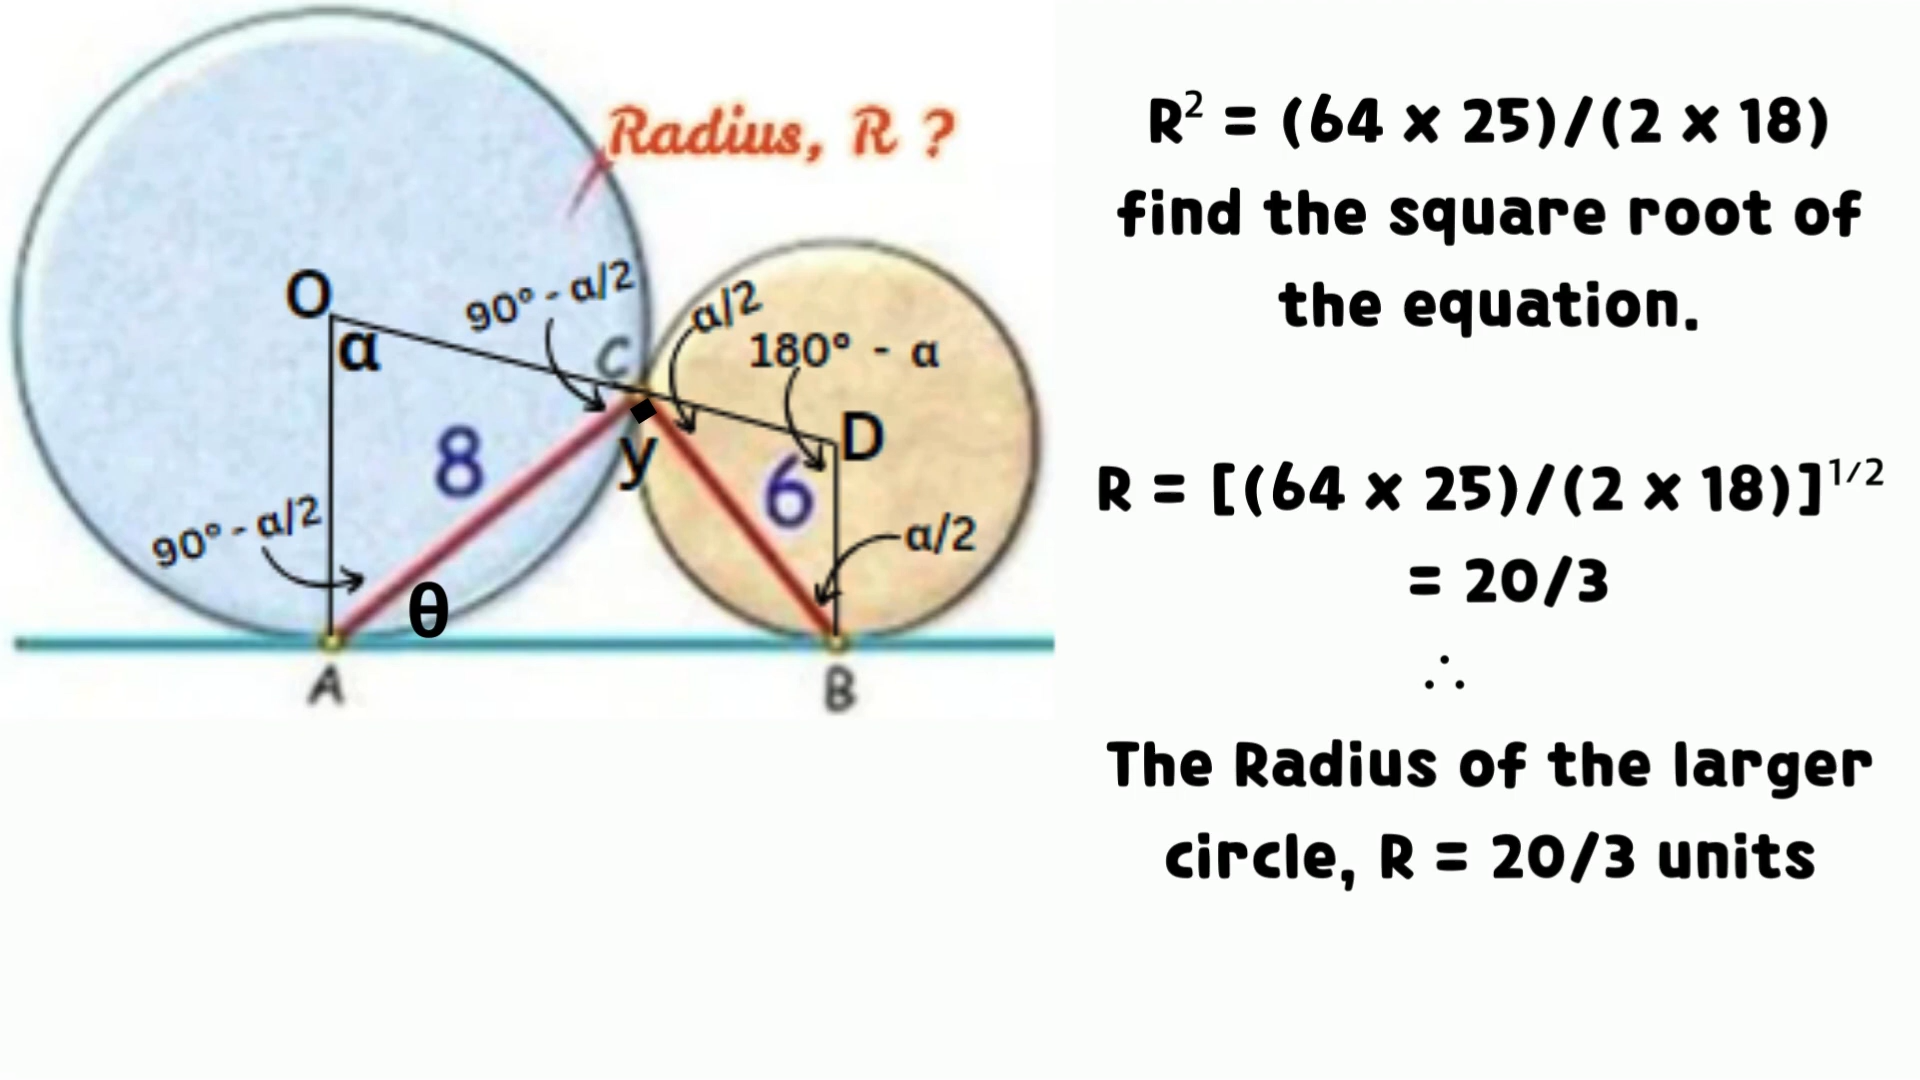 Radius, R ?
O
α
90° - α/2
C
α/2
180° - α
D
8
y
6
90° - α/2
α/2
θ
A
B
R² = (64 × 25)/(2 × 18)
find the square root of
the equation.
R = [(64 × 25)/(2 × 18)]^1/2
= 20/3
∴
The Radius of the larger
circle, R = 20/3 units